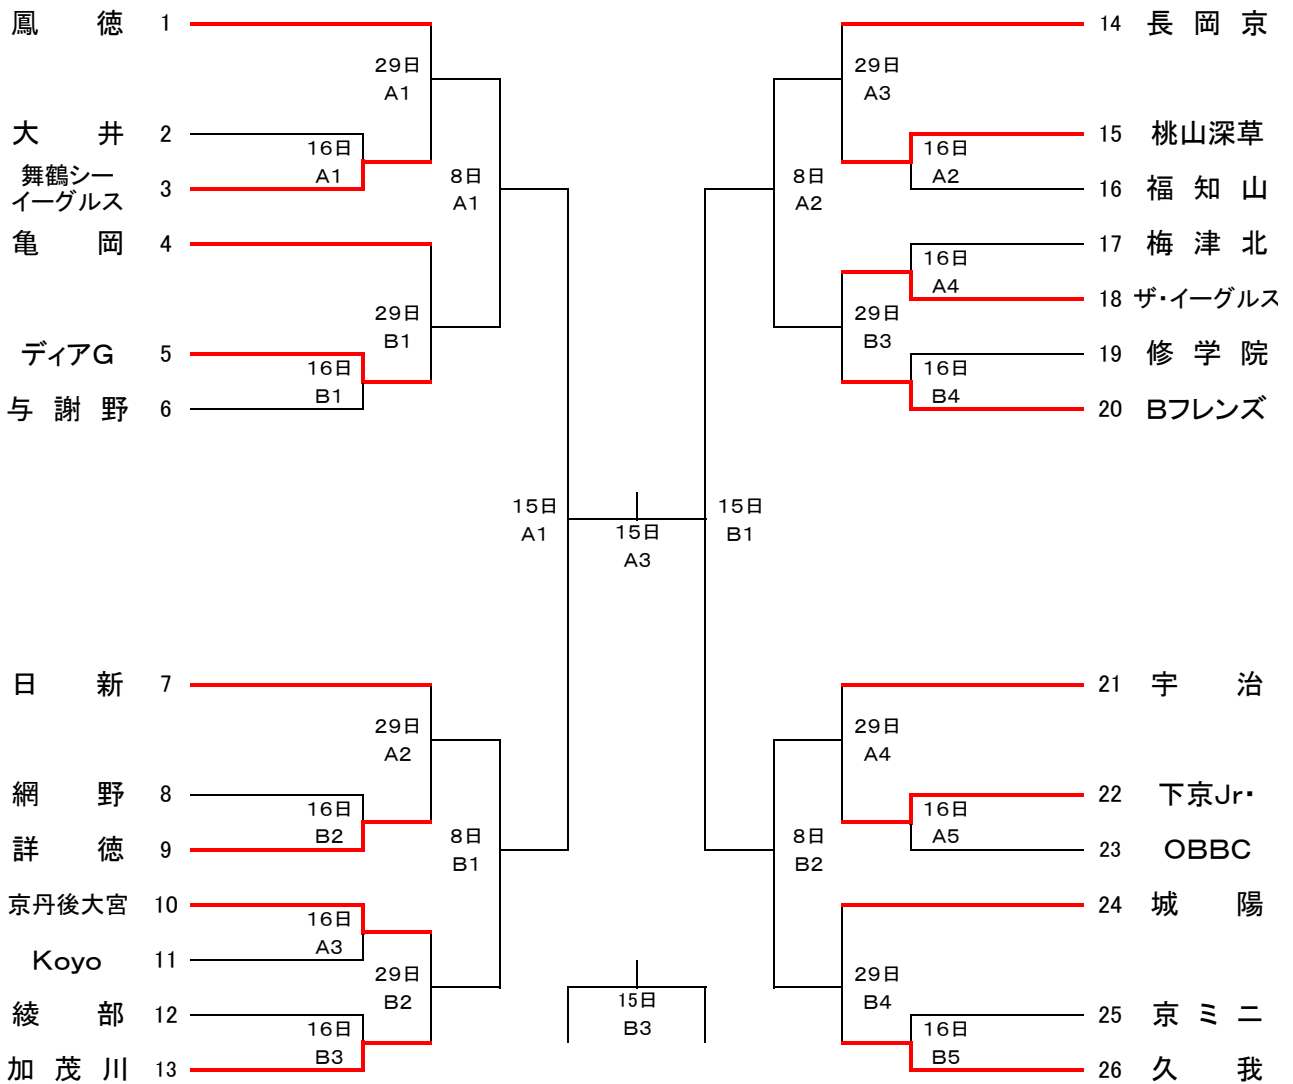 鳳 徳 1
29日
A1
大 井 2
16日
A1
舞鶴シー
イーグルス 3
8日
A1
亀 岡 4
29日
B1
ディアG 5
16日
B1
与 謝 野 6
15日
A1
日 新 7
29日
A2
網 野 8
16日
B2
詳 徳 9
8日
B1
京丹後大宮 10
16日
A3
Koyo 11
29日
B2
綾 部 12
16日
B3
加 茂 川 13
15日
A3
15日
B3
14 長 岡 京
29日
A3
15 桃山深草
16日
A2
16 福 知 山
8日
A2
17 梅 津 北
16日
A4
18 ザ・イーグルス
29日
B3
19 修 学 院
16日
B4
20 Bフレンズ
15日
B1
21 宇 治
29日
A4
22 下京Jr・
16日
A5
23 OBBC
8日
B2
24 城 陽
29日
B4
25 京 ミ ニ
16日
B5
26 久 我